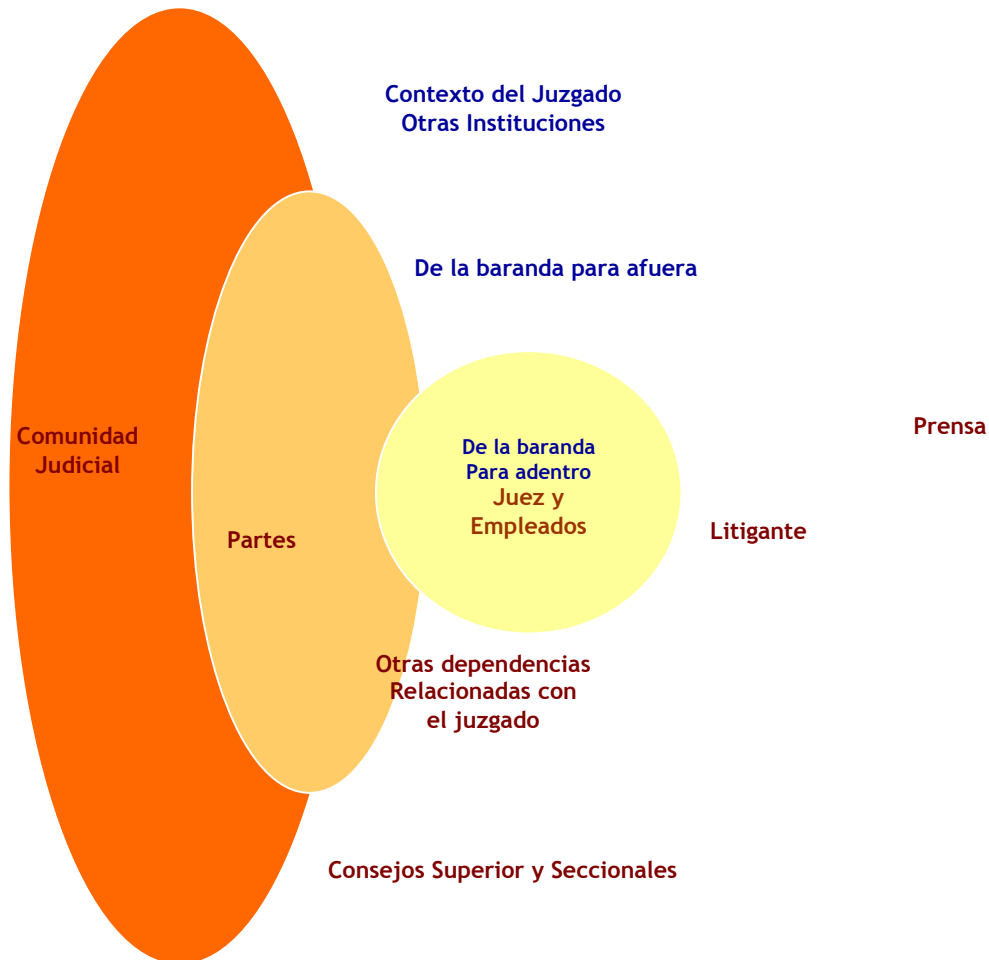 Contexto del Juzgado
Otras Instituciones
De la baranda para afuera
Comunidad
Judicial
Partes
De la baranda
Para adentro
Juez y
Empleados
Litigante
Prensa
Otras dependencias
Relacionadas con
el juzgado
Consejos Superior y Seccionales